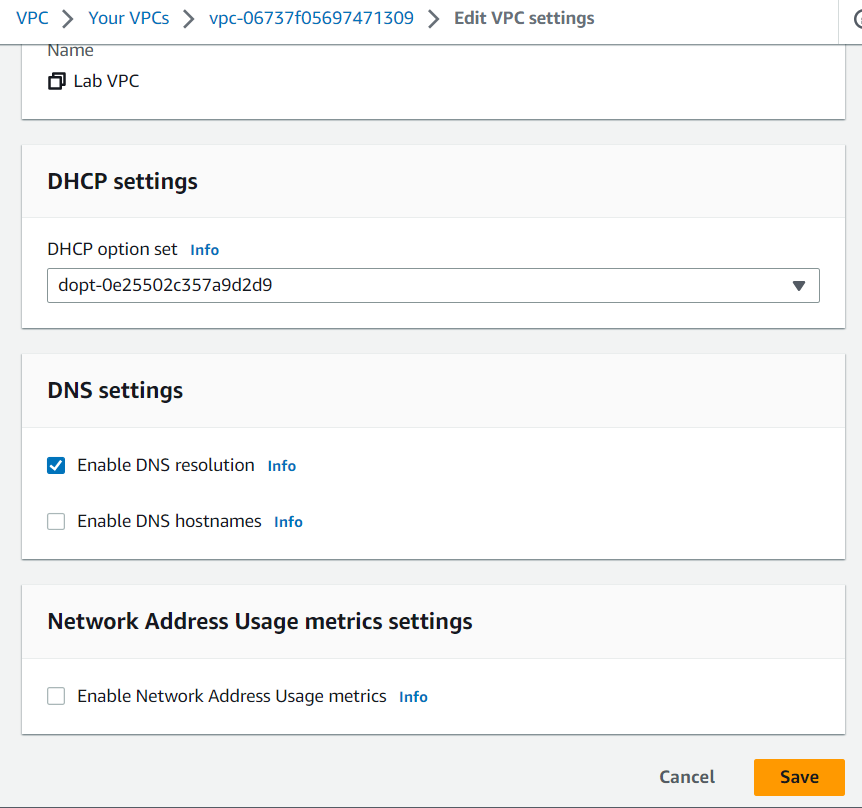 VPC > Your VPCs > vpc-06737f05697471309 > Edit VPC settings
Name
Lab VPC
DHCP settings
DHCP option set Info
dopt-0e25502c357a9d2d9
DNS settings
Enable DNS resolution Info
Enable DNS hostnames Info
Network Address Usage metrics settings
Enable Network Address Usage metrics Info
Cancel Save